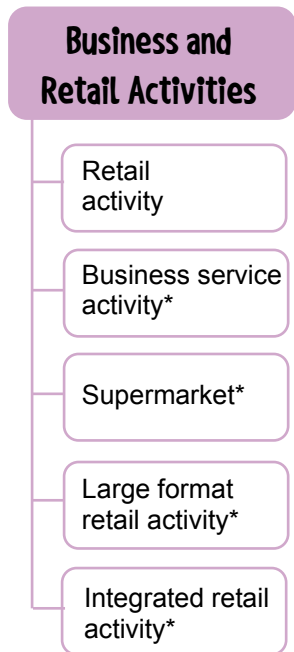 Business and
Retail Activities
Retail
activity
Business service
activity*
Supermarket*
Large format
retail activity*
Integrated retail
activity*